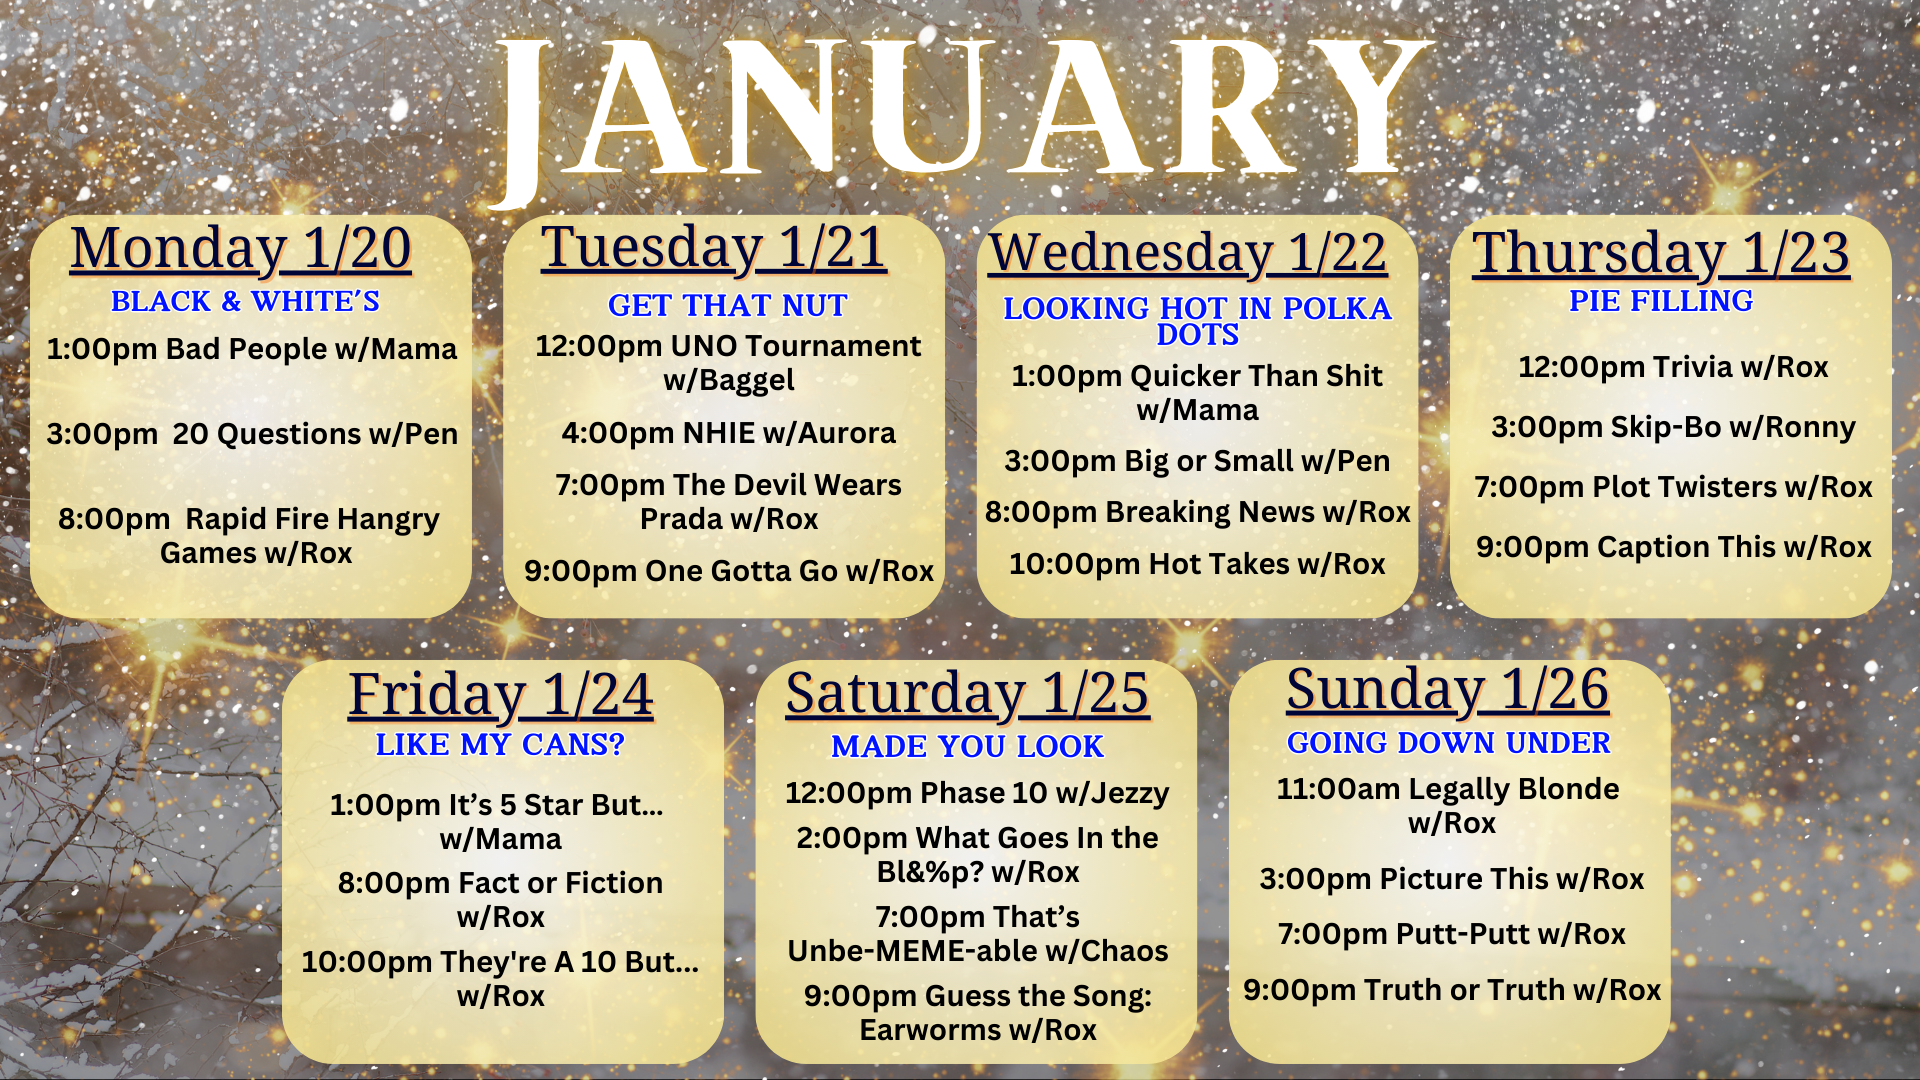 JANUARY
Monday 1/20
BLACK & WHITE'S
1:00pm Bad People w/Mama
3:00pm 20 Questions w/Pen
8:00pm Rapid Fire Hangry
Games w/Rox
Tuesday 1/21
GET THAT NUT
12:00pm UNO Tournament
w/Baggel
4:00pm NHIE w/Aurora
7:00pm The Devil Wears
Prada w/Rox
9:00pm One Gotta Go w/Rox
Wednesday 1/22
LOOKING HOT IN POLKA
DOTS
1:00pm Quicker Than Shit
w/Mama
3:00pm Big or Small w/Pen
8:00pm Breaking News w/Rox
10:00pm Hot Takes w/Rox
Thursday 1/23
PIE FILLING
12:00pm Trivia w/Rox
3:00pm Skip-Bo w/Ronny
7:00pm Plot Twisters w/Rox
9:00pm Caption This w/Rox
Friday 1/24
LIKE MY CANS?
1:00pm It’s 5 Star But...
w/Mama
8:00pm Fact or Fiction
w/Rox
10:00pm They're A 10 But...
w/Rox
Saturday 1/25
MADE YOU LOOK
12:00pm Phase 10 w/Jezzy
2:00pm What Goes In the
Bl&%p? w/Rox
7:00pm That’s
Unbe-MEME-able w/Chaos
9:00pm Guess the Song:
Earworms w/Rox
Sunday 1/26
GOING DOWN UNDER
11:00am Legally Blonde
w/Rox
3:00pm Picture This w/Rox
7:00pm Putt-Putt w/Rox
9:00pm Truth or Truth w/Rox